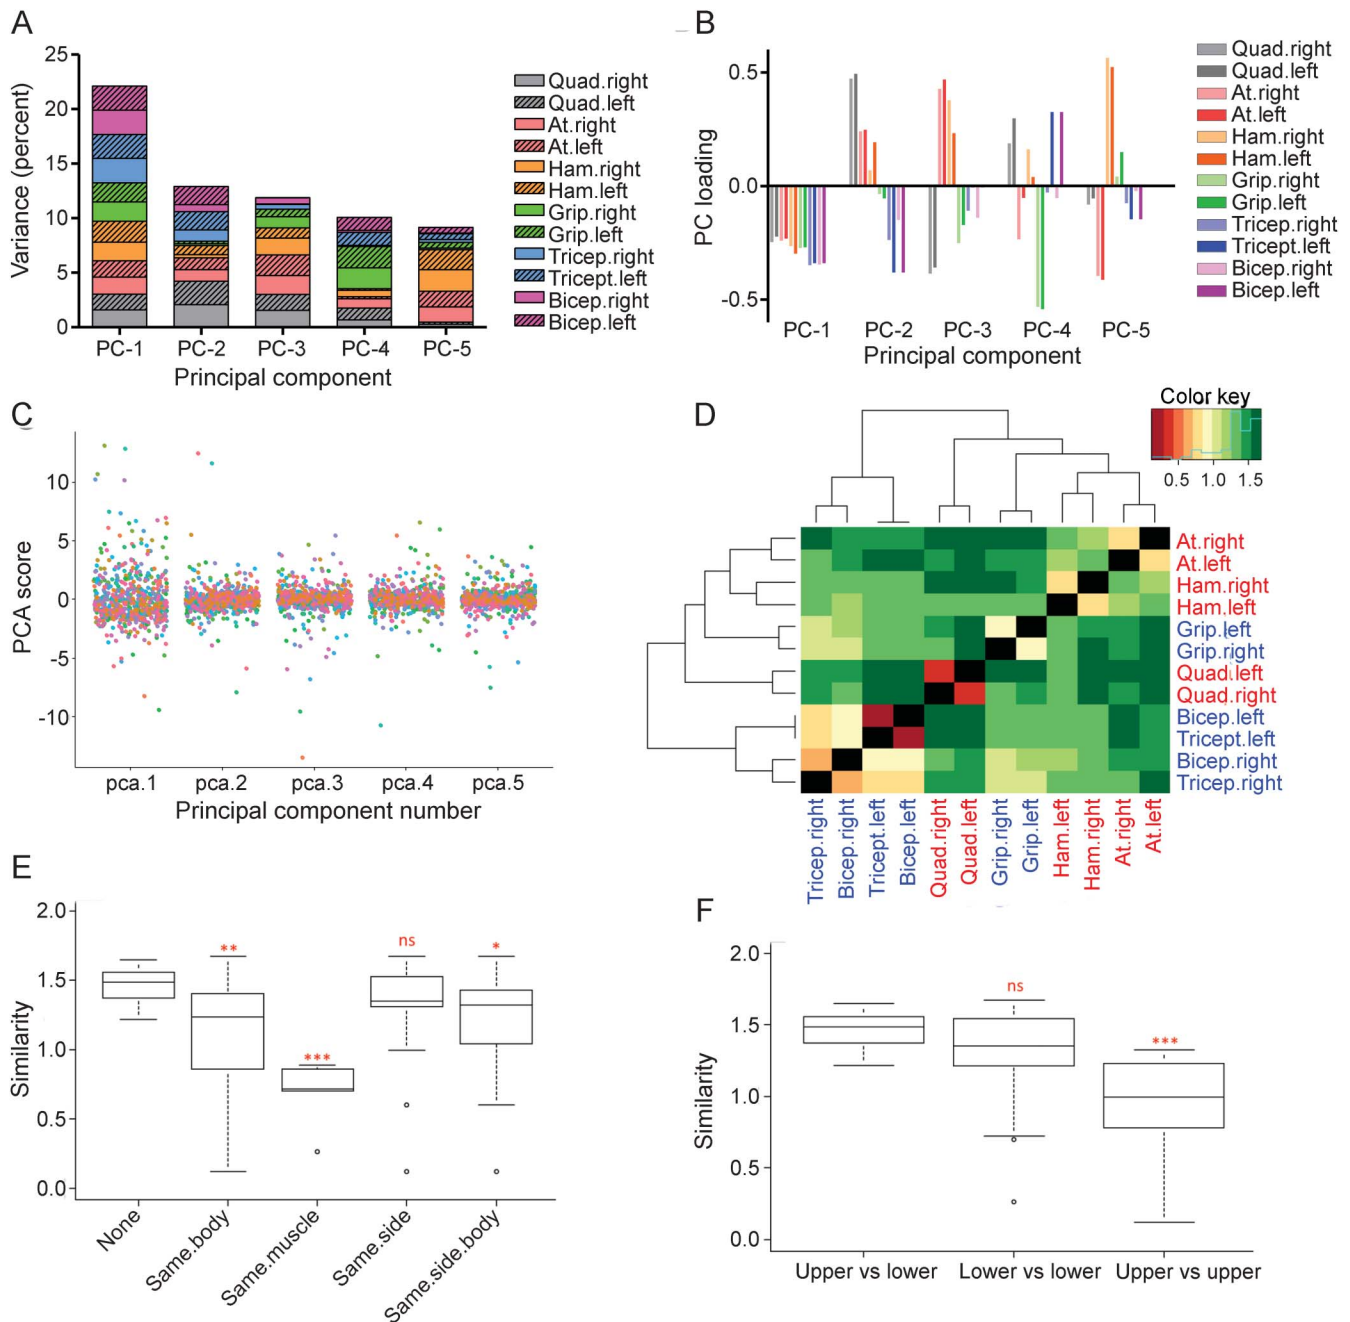 A
25
20
15
10
5
0
Variance (percent)
PC-1
PC-2
PC-3
PC-4
PC-5
Principal component
Quad.right
Quad.left
At.right
At.left
Ham.right
Ham.left
Grip.right
Grip.left
Tricep.right
Tricept.left
Bicep.right
Bicep.left
B
0.5
0.0
-0.5
PC loading
PC-1
PC-2
PC-3
PC-4
PC-5
Principal component
Quad.right
Quad.left
At.right
At.left
Ham.right
Ham.left
Grip.right
Grip.left
Tricep.right
Tricept.left
Bicep.right
Bicep.left
C
10
5
0
-5
-10
PCA score
pca.1
pca.2
pca.3
pca.4
pca.5
Principal component number
D
Color key
0.5 1.0 1.5
At.right
At.left
Ham.right
Ham.left
Grip.left
Grip.right
Quad.left
Quad.right
Bicep.left
Tricept.left
Bicep.right
Tricep.right
Tricep.right
Bicep.right
Tricept.left
Bicep.left
Quad.right
Quad.left
Grip.right
Grip.left
Ham.left
Ham.right
At.right
At.left
E
2.0
1.5
1.0
0.5
0.0
Similarity
**
***
ns
*
None
Same.body
Same.muscle
Same.side
Same.side.body
F
2.0
1.5
1.0
0.5
0.0
Similarity
ns
***
Upper vs lower
Lower vs lower
Upper vs upper